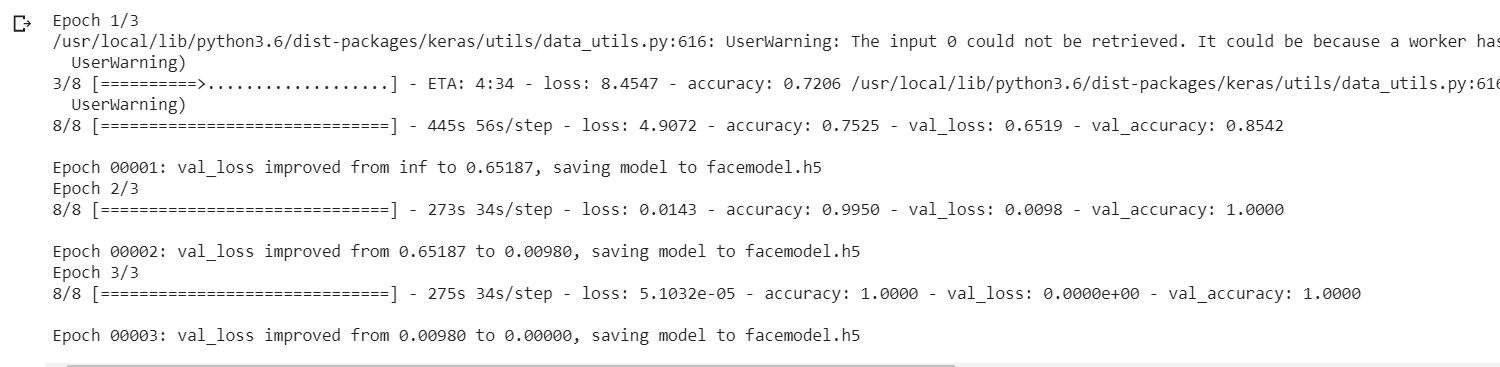 Epoch 1/3
/usr/local/lib/python3.6/dist-packages/keras/utils/data_utils.py:616: UserWarning: The input 0 could not be retrieved. It could be because a worker has
  UserWarning)
3/8 [==========>...................] - ETA: 4:34 - loss: 8.4547 - accuracy: 0.7206 /usr/local/lib/python3.6/dist-packages/keras/utils/data_utils.py:616
  UserWarning)
8/8 [==============================] - 445s 56s/step - loss: 4.9072 - accuracy: 0.7525 - val_loss: 0.6519 - val_accuracy: 0.8542
Epoch 00001: val_loss improved from inf to 0.65187, saving model to facemodel.h5
Epoch 2/3
8/8 [==============================] - 273s 34s/step - loss: 0.0143 - accuracy: 0.9950 - val_loss: 0.0098 - val_accuracy: 1.0000
Epoch 00002: val_loss improved from 0.65187 to 0.00980, saving model to facemodel.h5
Epoch 3/3
8/8 [==============================] - 275s 34s/step - loss: 5.1032e-05 - accuracy: 1.0000 - val_loss: 0.0000e+00 - val_accuracy: 1.0000
Epoch 00003: val_loss improved from 0.00980 to 0.00000, saving model to facemodel.h5